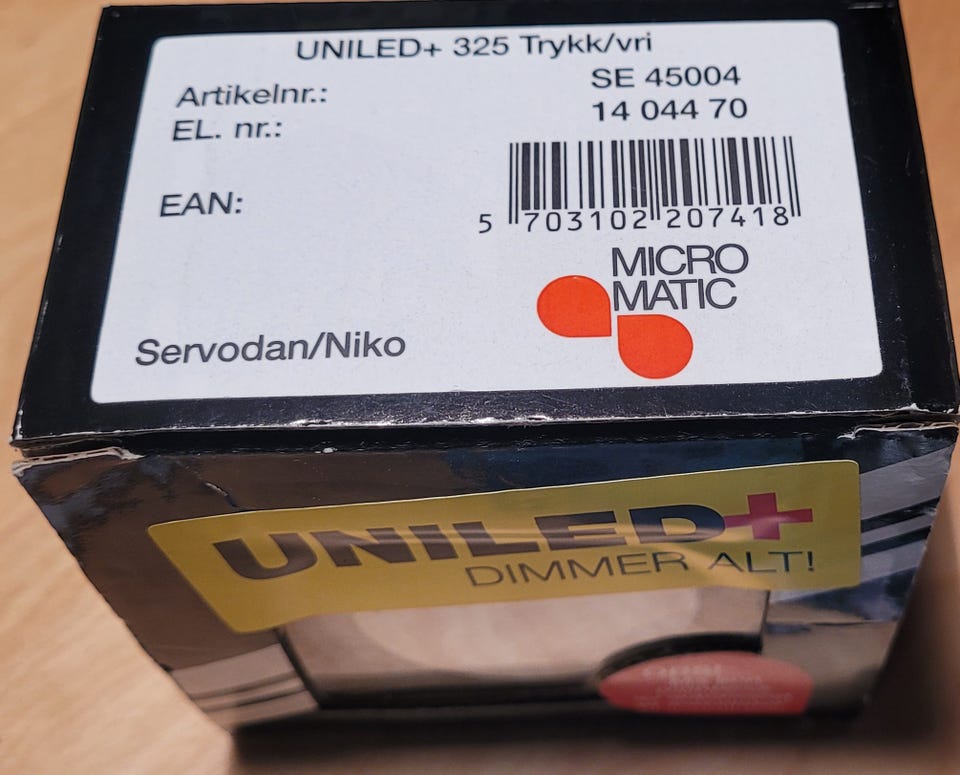 UNILED+ 325 Trykk/vri
Artikelnr.: SE 45004
EL. nr.: 14 044 70
EAN:
5 703102 207418
MICRO
MATIC
Servodan/Niko
UNILED+
DIMMER ALT!